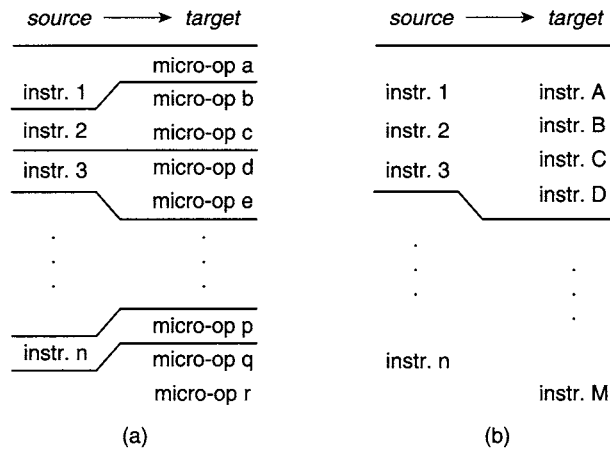 source → target
micro-op a
instr. 1
micro-op b
instr. 2 micro-op c
instr. 3 micro-op d
micro-op e
micro-op p
instr. n micro-op q
micro-op r
(a)
source → target
instr. 1 instr. A
instr. 2 instr. B
instr. 3 instr. C
instr. D
instr. n
instr. M
(b)